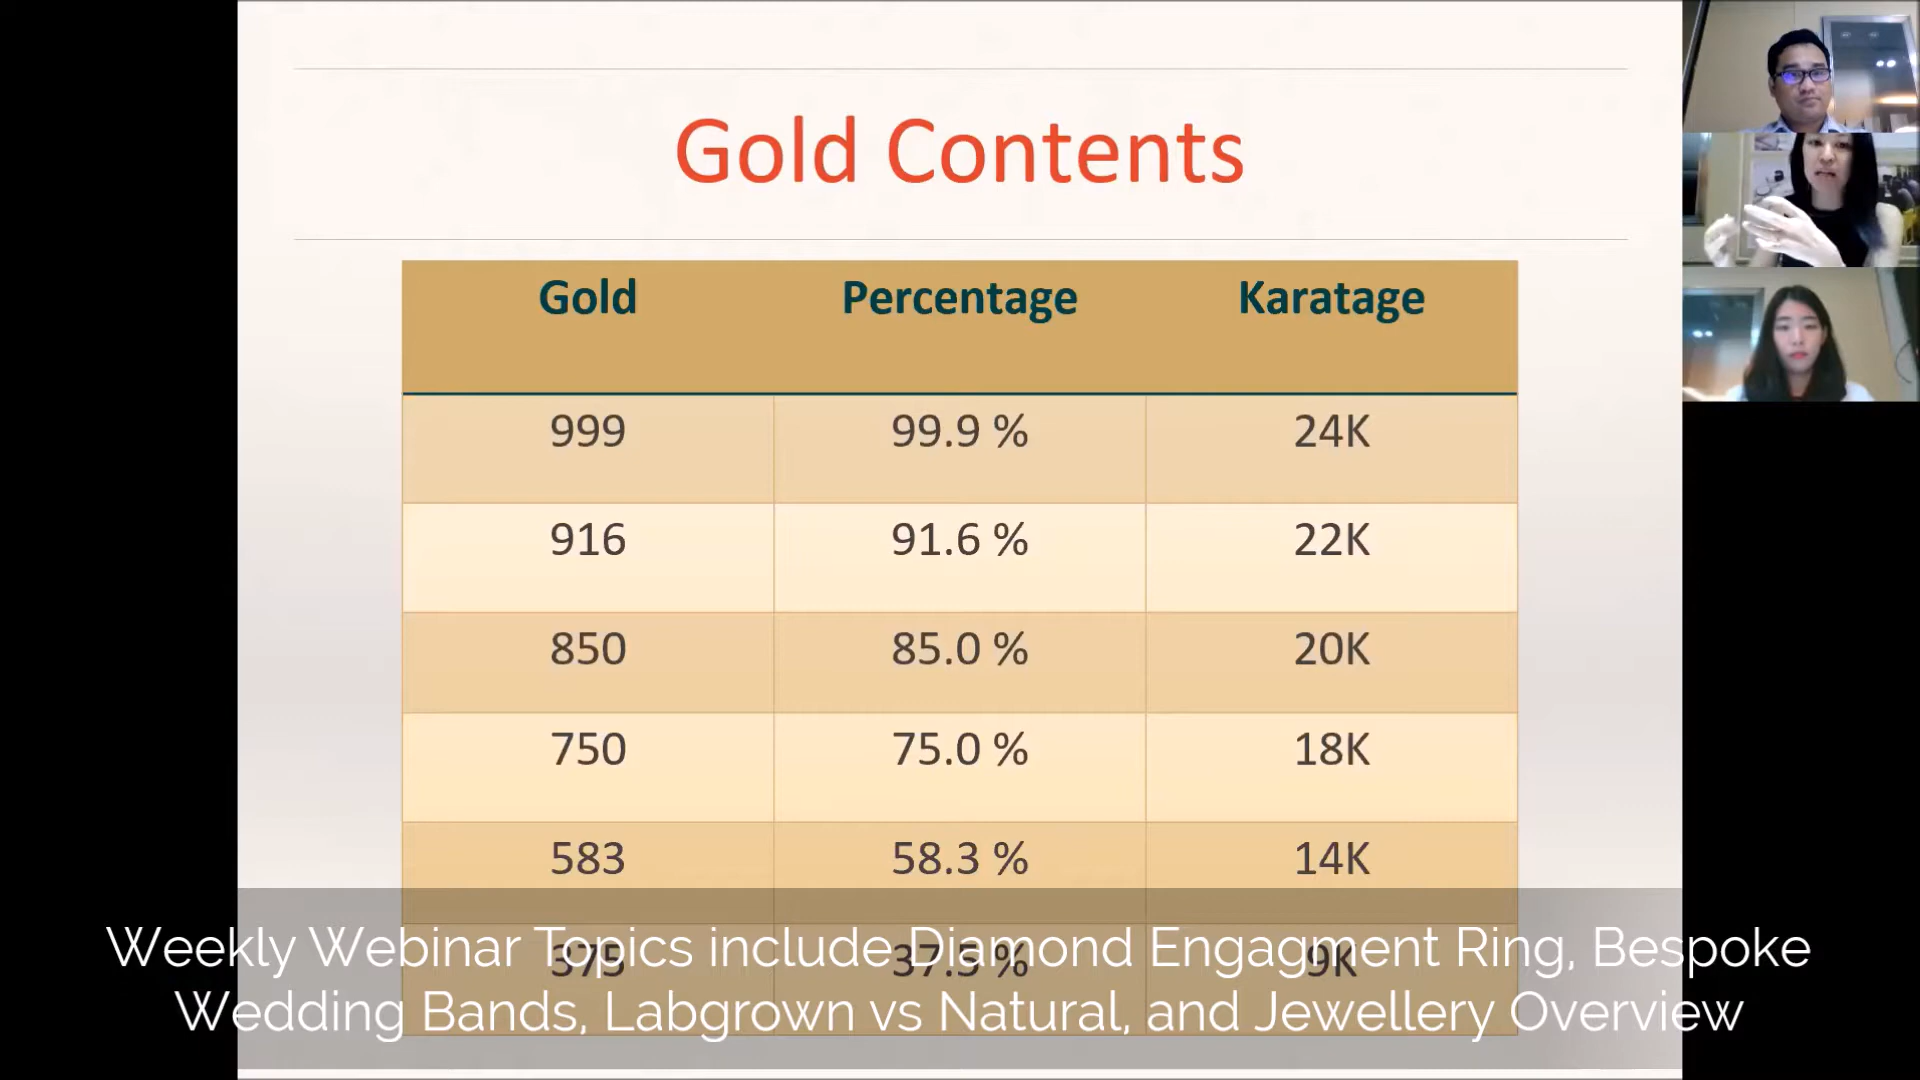 Gold Contents
Gold Percentage Karatage
999 99.9 % 24K
916 91.6 % 22K
850 85.0 % 20K
750 75.0 % 18K
583 58.3 % 14K
375 37.5 % 9K
Weekly Webinar Topics include Diamond Engagment Ring, Bespoke
Wedding Bands, Labgrown vs Natural, and Jewellery Overview